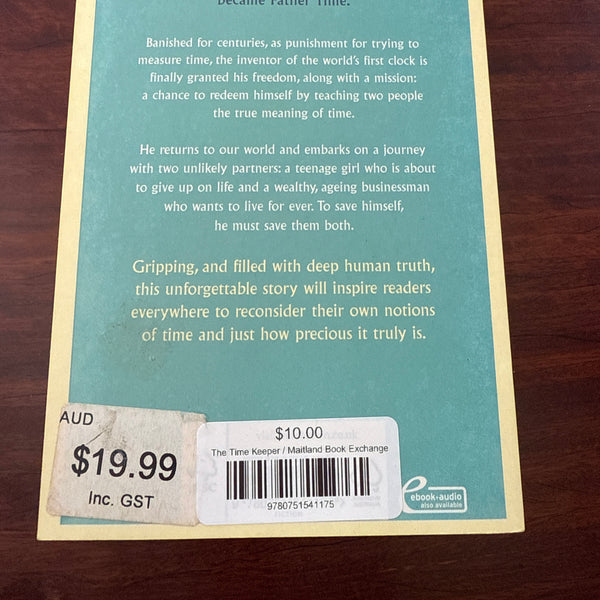 became Father Time.
Banished for centuries, as punishment for trying to
measure time, the inventor of the world's first clock is
finally granted his freedom, along with a mission:
a chance to redeem himself by teaching two people
the true meaning of time.
He returns to our world and embarks on a journey
with two unlikely partners: a teenage girl who is about
to give up on life and a wealthy, ageing businessman
who wants to live for ever. To save himself,
he must save them both.
Gripping, and filled with deep human truth,
this unforgettable story will inspire readers
everywhere to reconsider their own notions
of time and just how precious it truly is.
AUD
$19.99
Inc. GST
$10.00
The Time Keeper / Maitland Book Exchange
9780751541175
FICTION
ebook+audio
also available